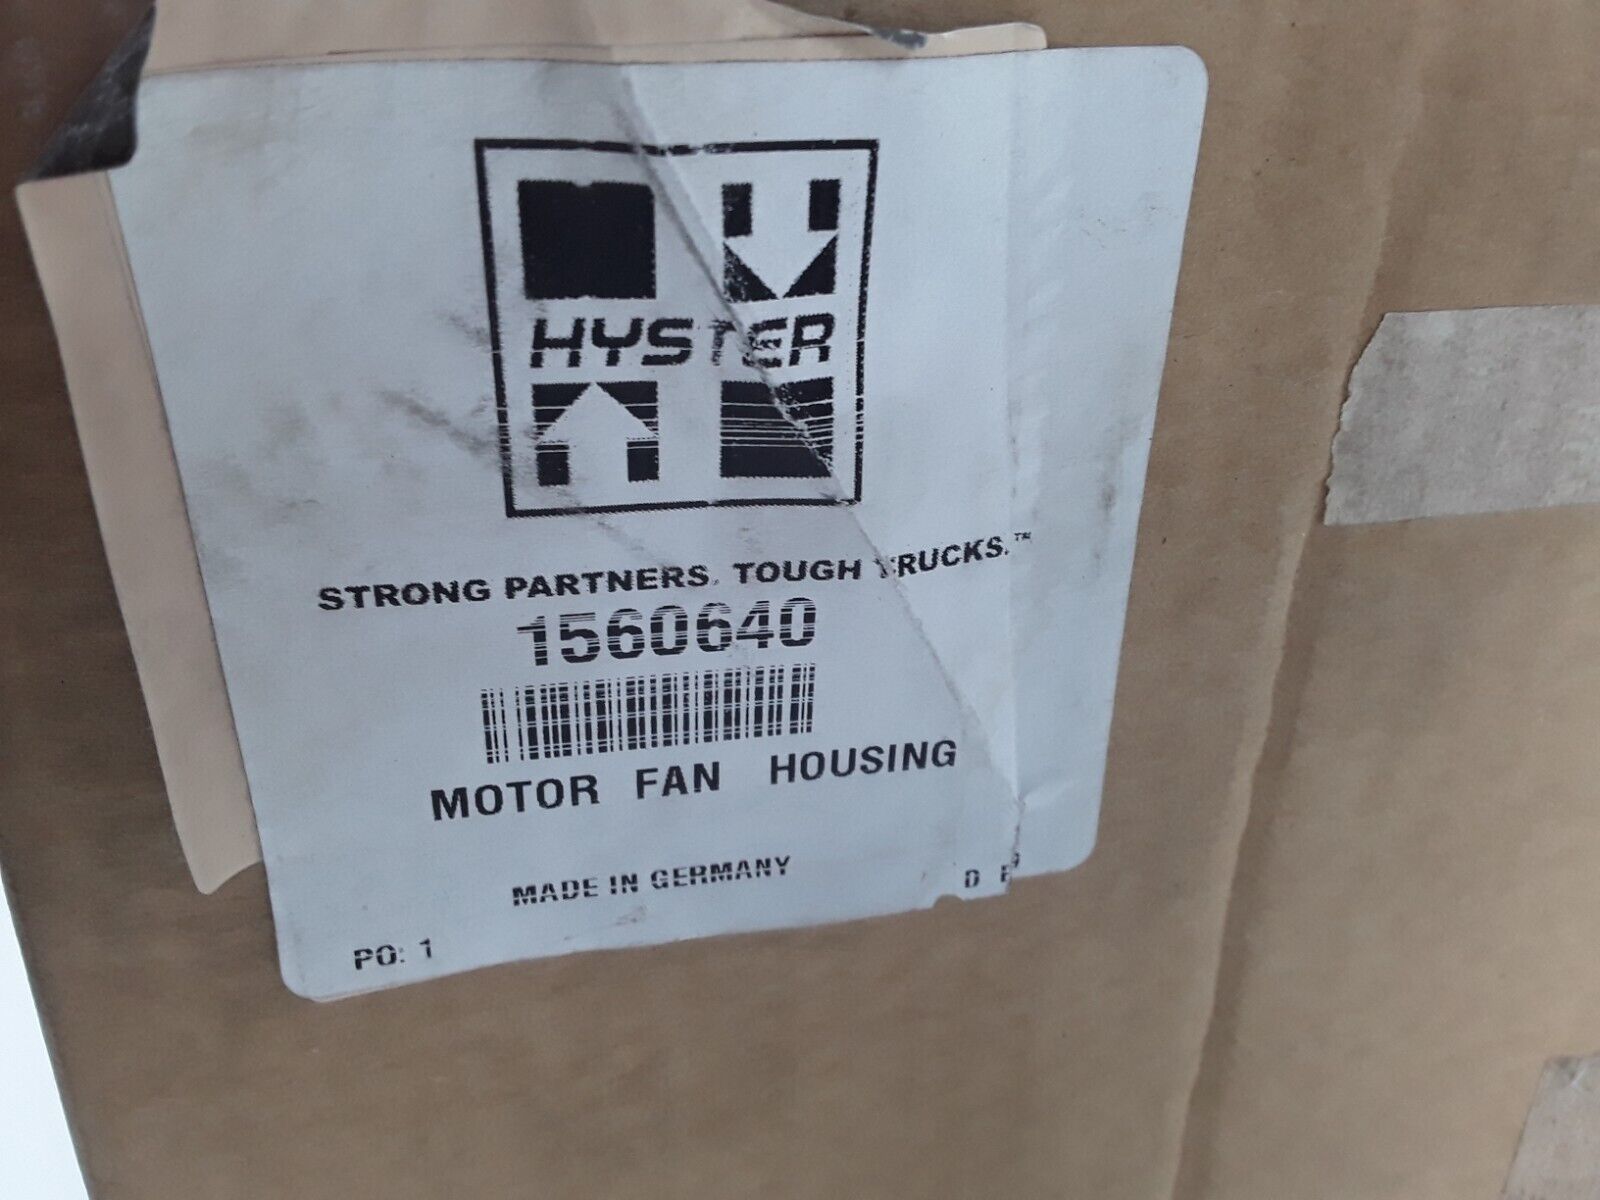 HYSTER
STRONG PARTNERS. TOUGH TRUCKS.™
1560640
MOTOR FAN HOUSING
MADE IN GERMANY
D
PO: 1